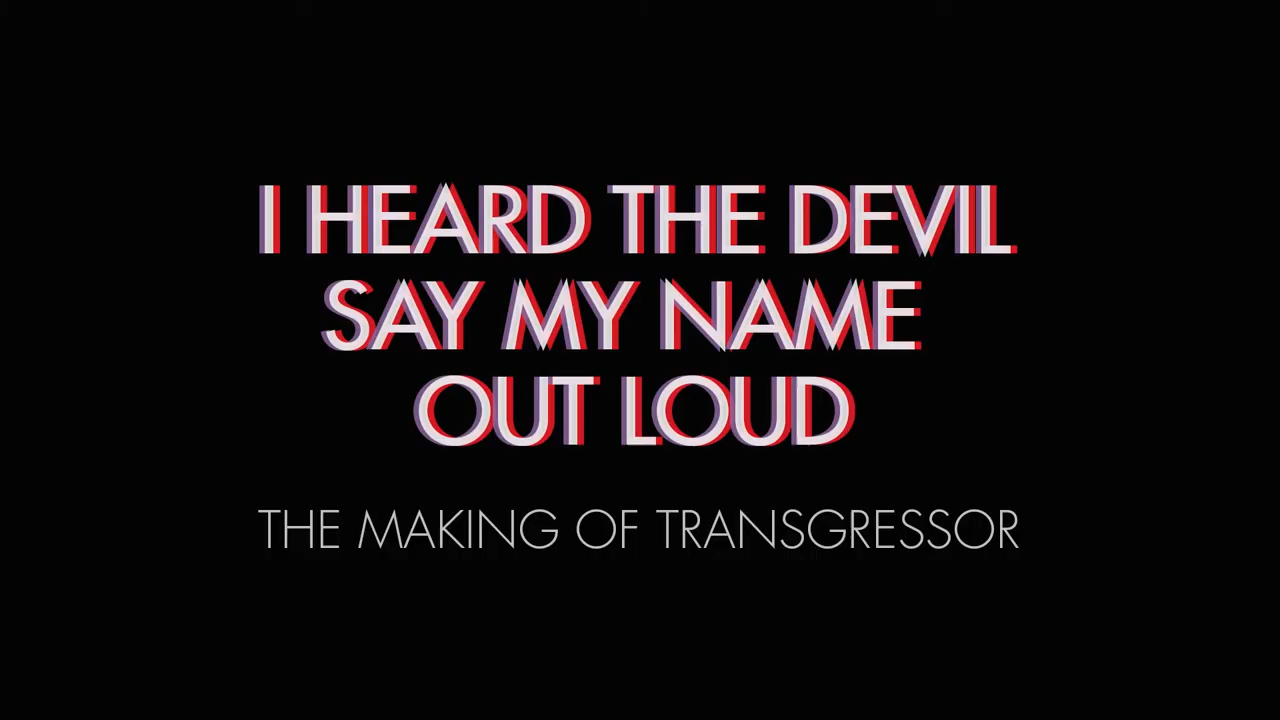 I HEARD THE DEVIL
SAY MY NAME
OUT LOUD
THE MAKING OF TRANSGRESSOR